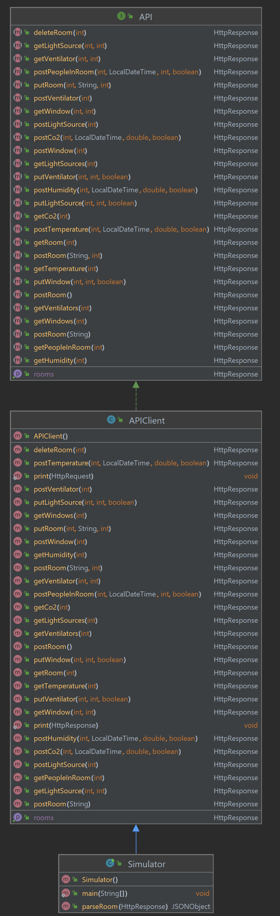 API
deleteRoom(int) HttpResponse
getLightSource(int, int) HttpResponse
getVentilator(int, int) HttpResponse
postPeopleInRoom(int, LocalDateTime, int, boolean) HttpResponse
putRoom(int, String, int) HttpResponse
postVentilator(int) HttpResponse
getWindow(int, int) HttpResponse
postLightSource(int) HttpResponse
postCo2(int, LocalDateTime, double, boolean) HttpResponse
postWindow(int) HttpResponse
getLightSources(int) HttpResponse
putVentilator(int, int, boolean) HttpResponse
postHumidity(int, LocalDateTime, double, boolean) HttpResponse
putLightSource(int, int, boolean) HttpResponse
getCo2(int) HttpResponse
postTemperature(int, LocalDateTime, double, boolean) HttpResponse
getRoom(int) HttpResponse
postRoom(String, int) HttpResponse
getTemperature(int) HttpResponse
putWindow(int, int, boolean) HttpResponse
postRoom() HttpResponse
getVentilators(int) HttpResponse
getWindows(int) HttpResponse
postRoom(String) HttpResponse
getPeopleInRoom(int) HttpResponse
getHumidity(int) HttpResponse
rooms HttpResponse
APIClient
APIClient()
deleteRoom(int) HttpResponse
postTemperature(int, LocalDateTime, double, boolean) HttpResponse
print(HttpRequest) void
postVentilator(int) HttpResponse
putLightSource(int, int, boolean) HttpResponse
getWindows(int) HttpResponse
putRoom(int, String, int) HttpResponse
postWindow(int) HttpResponse
getHumidity(int) HttpResponse
postRoom(String, int) HttpResponse
getVentilator(int, int) HttpResponse
postPeopleInRoom(int, LocalDateTime, int, boolean) HttpResponse
getCo2(int) HttpResponse
getLightSources(int) HttpResponse
getVentilators(int) HttpResponse
postRoom() HttpResponse
putWindow(int, int, boolean) HttpResponse
getRoom(int) HttpResponse
getTemperature(int) HttpResponse
putVentilator(int, int, boolean) HttpResponse
getWindow(int, int) HttpResponse
print(HttpResponse) void
postHumidity(int, LocalDateTime, double, boolean) HttpResponse
postCo2(int, LocalDateTime, double, boolean) HttpResponse
postLightSource(int) HttpResponse
getPeopleInRoom(int) HttpResponse
getLightSource(int, int) HttpResponse
postRoom(String) HttpResponse
rooms HttpResponse
Simulator
Simulator()
main(String[]) void
parseRoom(HttpResponse) JSONObject